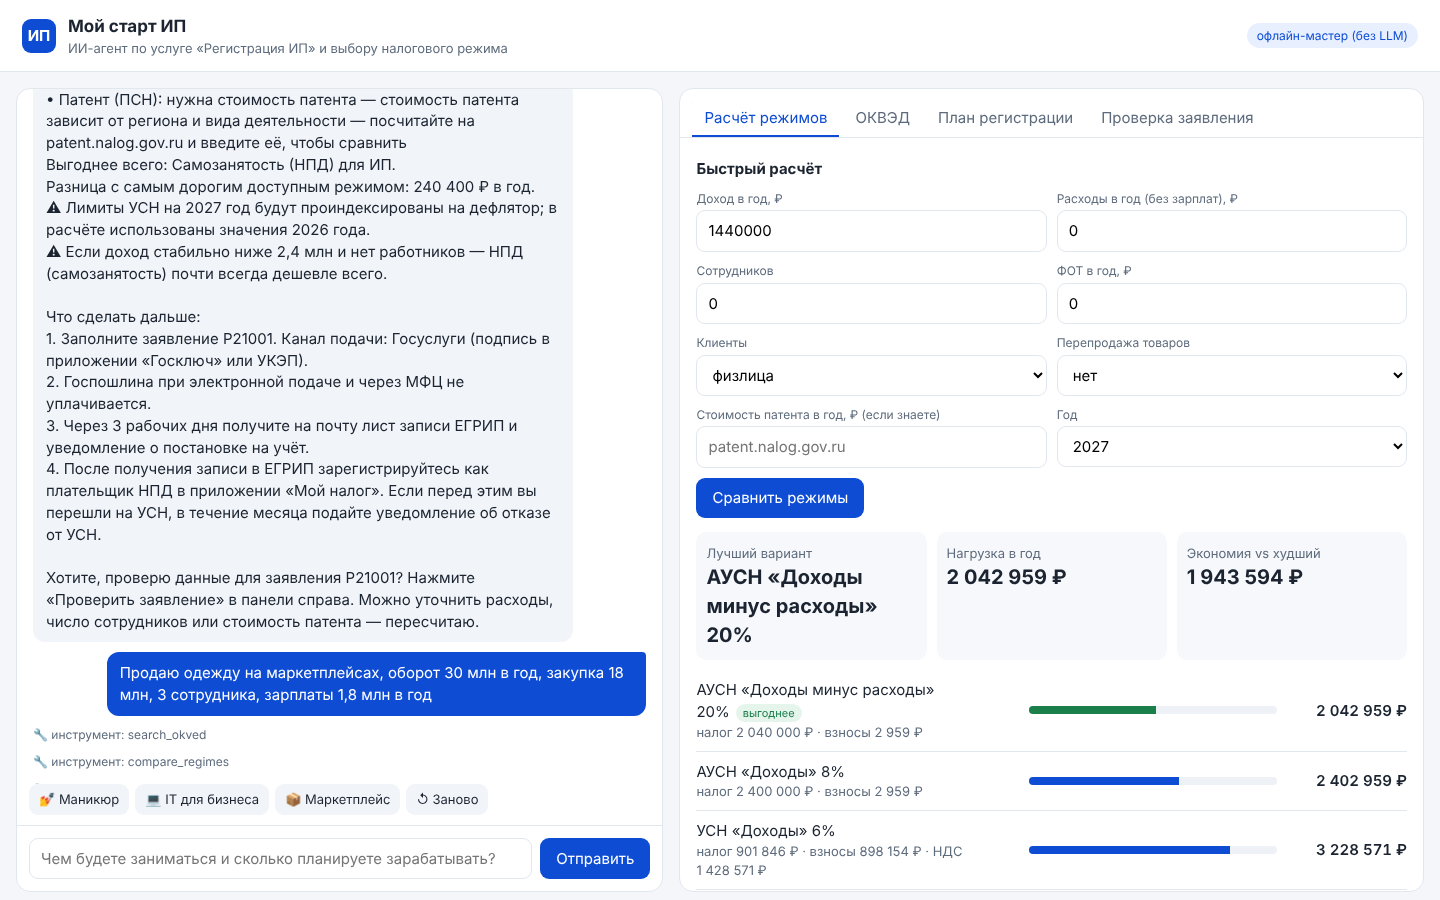 ИП
Мой старт ИП
ИИ-агент по услуге «Регистрация ИП» и выбору налогового режима
офлайн-мастер (без LLM)
• Патент (ПСН): нужна стоимость патента — стоимость патента
зависит от региона и вида деятельности — посчитайте на
patent.nalog.gov.ru и введите её, чтобы сравнить
Выгоднее всего: Самозанятость (НПД) для ИП.
Разница с самым дорогим доступным режимом: 240 400 ₽ в год.
⚠ Лимиты УСН на 2027 год будут проиндексированы на дефлятор; в
расчёте использованы значения 2026 года.
⚠ Если доход стабильно ниже 2,4 млн и нет работников — НПД
(самозанятость) почти всегда дешевле всего.
Что сделать дальше:
1. Заполните заявление Р21001. Канал подачи: Госуслуги (подпись в
приложении «Госключ» или УКЭП).
2. Госпошлина при электронной подаче и через МФЦ не
уплачивается.
3. Через 3 рабочих дня получите на почту лист записи ЕГРИП и
уведомление о постановке на учёт.
4. После получения записи в ЕГРИП зарегистрируйтесь как
плательщик НПД в приложении «Мой налог». Если перед этим вы
перешли на УСН, в течение месяца подайте уведомление об отказе
от УСН.
Хотите, проверю данные для заявления Р21001? Нажмите
«Проверить заявление» в панели справа. Можно уточнить расходы,
число сотрудников или стоимость патента — пересчитаю.
Продаю одежду на маркетплейсах, оборот 30 млн в год, закупка 18
млн, 3 сотрудника, зарплаты 1,8 млн в год
🔧 инструмент: search_okved
🔧 инструмент: compare_regimes
💅 Маникюр
💻 IT для бизнеса
📦 Маркетплейс
↺ Заново
Чем будете заниматься и сколько планируете зарабатывать?
Отправить
Расчёт режимов
ОКВЭД
План регистрации
Проверка заявления
Быстрый расчёт
Доход в год, ₽
Расходы в год (без зарплат), ₽
1440000
0
Сотрудников
ФОТ в год, ₽
0
0
Клиенты
Перепродажа товаров
физлица
нет
Стоимость патента в год, ₽ (если знаете)
Год
patent.nalog.gov.ru
2027
Сравнить режимы
Лучший вариант
АУСН «Доходы
минус расходы»
20%
Нагрузка в год
2 042 959 ₽
Экономия vs худший
1 943 594 ₽
АУСН «Доходы минус расходы»
20% выгоднее
налог 2 040 000 ₽ · взносы 2 959 ₽
2 042 959 ₽
АУСН «Доходы» 8%
налог 2 400 000 ₽ · взносы 2 959 ₽
2 402 959 ₽
УСН «Доходы» 6%
налог 901 846 ₽ · взносы 898 154 ₽ · НДС
1 428 571 ₽
3 228 571 ₽